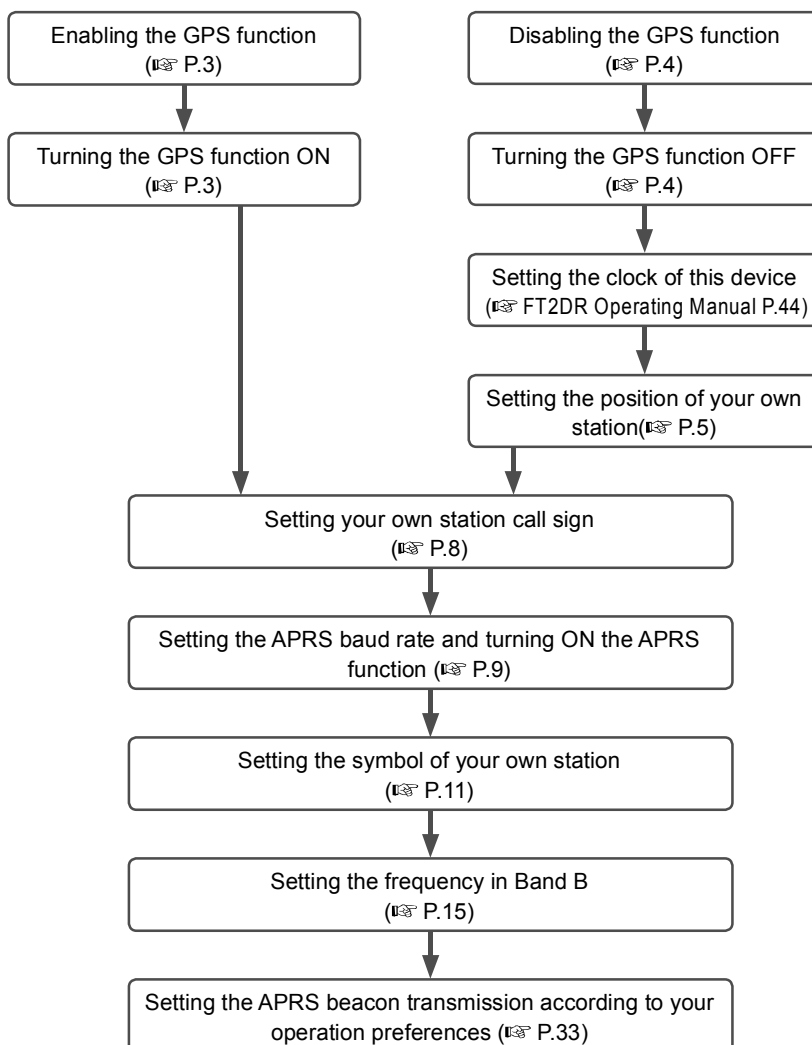 Enabling the GPS function
(☞ P.3)
Turning the GPS function ON
(☞ P.3)
Disabling the GPS function
(☞ P.4)
Turning the GPS function OFF
(☞ P.4)
Setting the clock of this device
(☞ FT2DR Operating Manual P.44)
Setting the position of your own
station(☞ P.5)
Setting your own station call sign
(☞ P.8)
Setting the APRS baud rate and turning ON the APRS
function (☞ P.9)
Setting the symbol of your own station
(☞ P.11)
Setting the frequency in Band B
(☞ P.15)
Setting the APRS beacon transmission according to your
operation preferences (☞ P.33)